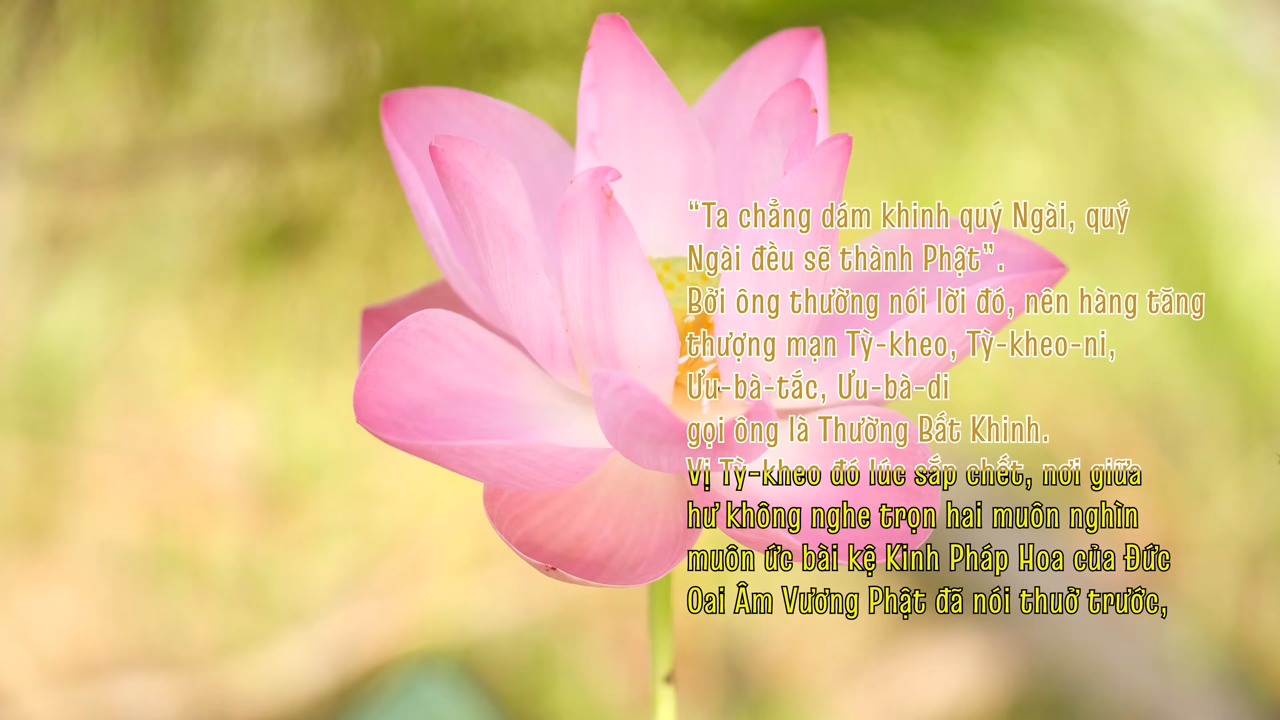 “Ta chẳng dám khinh quý Ngài, quý
Ngài đều sẽ thành Phật”.
Bởi ông thường nói lời đó, nên hàng tăng
thượng mạn Tỳ-kheo, Tỳ-kheo-ni,
Ưu-bà-tắc, Ưu-bà-di
gọi ông là Thường Bất Khinh.
Vị Tỳ-kheo đó lúc sắp chết, nơi giữa
hư không nghe trọn hai muôn nghìn
muôn ức bài kệ Kinh Pháp Hoa của Đức
Oai Âm Vương Phật đã nói thuở trước,